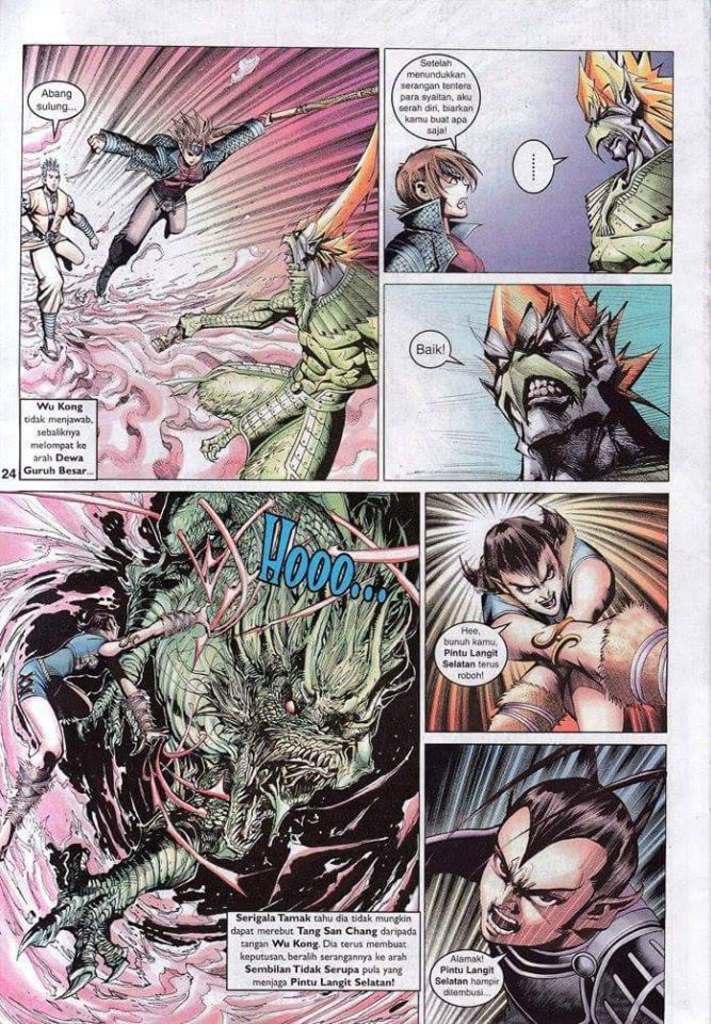 Abang
sulung...
Wu Kong
tidak menjawab,
sebaliknya
melompat ke
arah Dewa
Guruh Besar...
Setelah
menundukkan
serangan tentera
para syaitan, aku
serah diri, biarkan
kamu buat apa
saja!
........
Baik!
24
HOOO...
Serigala Tamak tahu dia tidak mungkin
dapat merebut Tang San Chang daripada
tangan Wu Kong. Dia terus membuat
keputusan, beralih serangannya ke arah
Sembilan Tidak Serupa pula yang
menjaga Pintu Langit Selatan!
Hee,
bunuh kamu,
Pintu Langit
Selatan terus
roboh!
Alamak!
Pintu Langit
Selatan hampir
ditembusi...